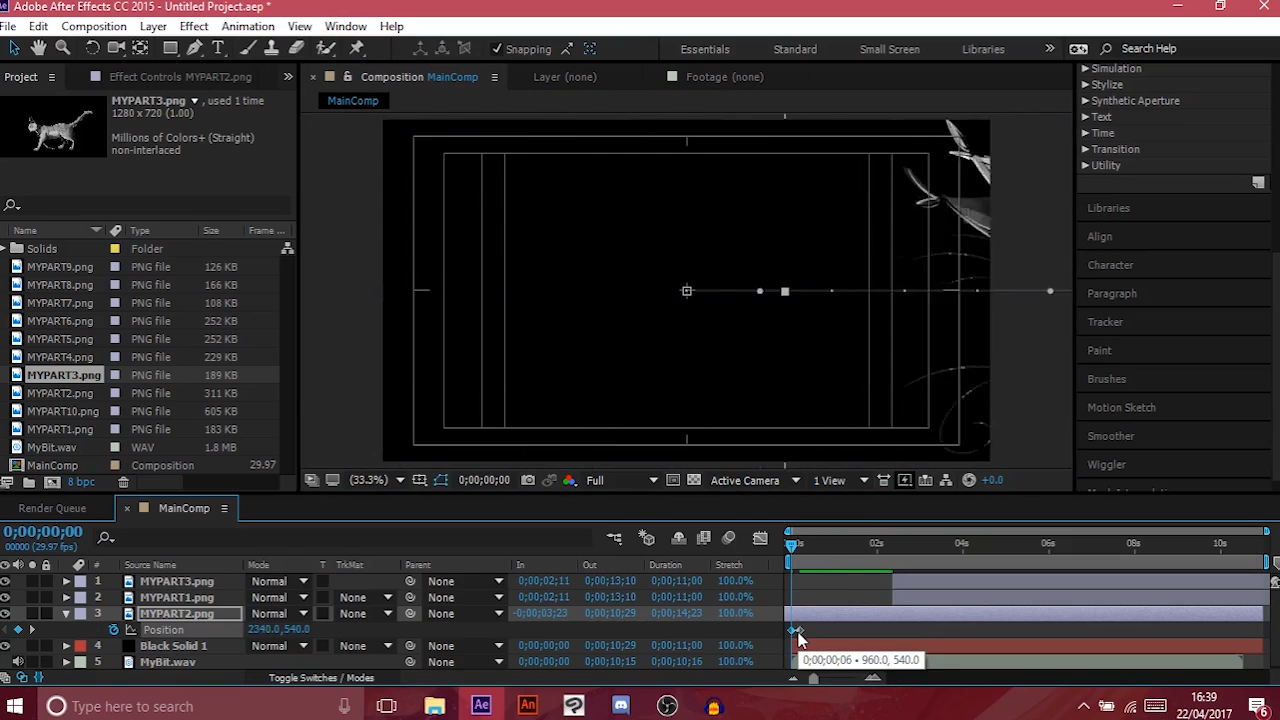 Ae Adobe After Effects CC 2015 - Untitled Project.aep *
File Edit Composition Layer Effect Animation View Window Help
T Snapping Essentials Standard Small Screen Libraries » Search Help
Project Effect Controls MYPART2.png » Composition MainComp Layer (none) Footage (none)
MYPART3.png , used 1 time
1280 x 720 (1.00)
Millions of Colors+ (Straight)
non-interlaced
MainComp
Simulation
Stylize
Synthetic Aperture
Text
Time
Transition
Utility
Libraries
Align
Character
Paragraph
Tracker
Paint
Brushes
Motion Sketch
Smoother
Wiggler
Name Type Size Frame ...
Solids Folder
MYPART9.png PNG file 126 KB
MYPART8.png PNG file 166 KB
MYPART7.png PNG file 108 KB
MYPART6.png PNG file 252 KB
MYPART5.png PNG file 252 KB
MYPART4.png PNG file 229 KB
MYPART3.png PNG file 189 KB
MYPART2.png PNG file 311 KB
MYPART10.png PNG file 605 KB
MYPART1.png PNG file 183 KB
MyBit.wav WAV 1.8 MB
MainComp Composition 29.97
8 bpc
(33.3%) 0;00;00;00 Full Active Camera 1 View +0.0
Render Queue MainComp
0;00;00;00
00000 (29.97 fps)
02s 04s 06s 08s 10s
# Source Name Mode T TrkMat Parent In Out Duration Stretch
1 MYPART3.png Normal None 0;00;02;11 0;00;13;10 0;00;11;00 100.0%
2 MYPART1.png Normal None None 0;00;02;11 0;00;13;10 0;00;11;00 100.0%
3 MYPART2.png Normal None None -0;00;03;23 0;00;10;29 0;00;14;23 100.0%
Position 2340.0,540.0
4 Black Solid 1 Normal None None 0;00;00;00 0;00;10;29 0;00;11;00 100.0%
5 MyBit.wav None 0;00;00;00 0;00;10;15 0;00;10;16 100.0%
0;00;00;06 • 960.0, 540.0
Toggle Switches / Modes
Type here to search
Ae
An
16:39
22/04/2017
6